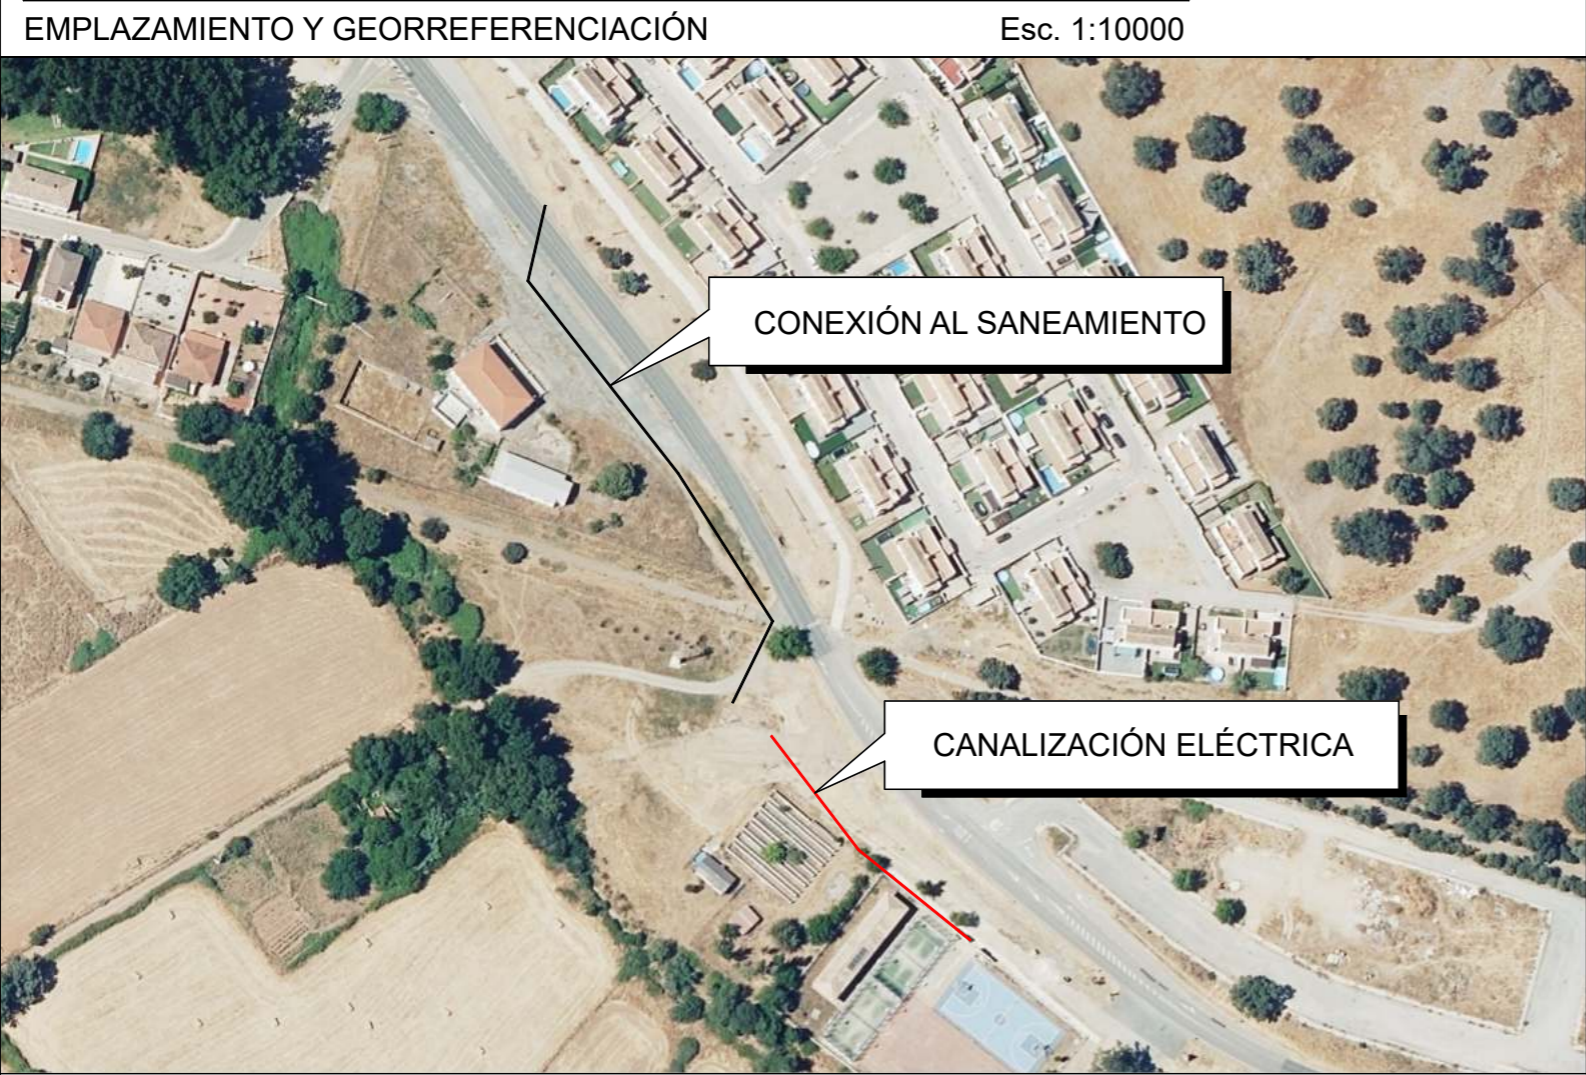 EMPLAZAMIENTO Y GEORREFERENCIACIÓN Esc. 1:10000
CONEXIÓN AL SANEAMIENTO
CANALIZACIÓN ELÉCTRICA